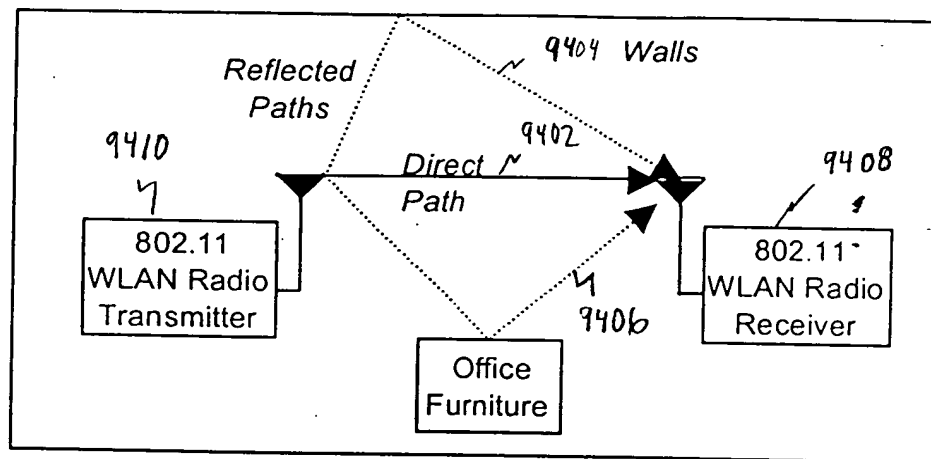 9404 Walls
Reflected
Paths
9402
9410
9408
Direct
Path
802.11
WLAN Radio
Transmitter
802.11
WLAN Radio
Receiver
9406
Office
Furniture